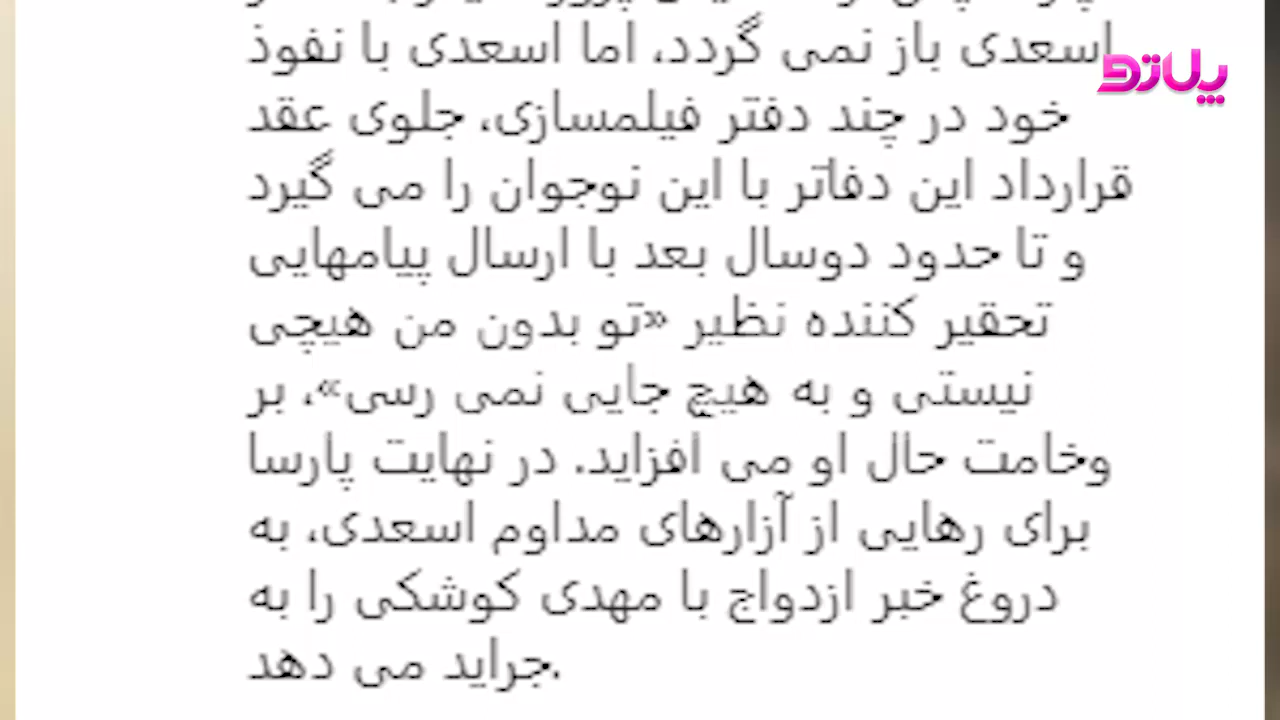 اسعدی باز نمی گردد، اما اسعدی با نفوذ
پلاتو
خود در چند دفتر فیلمسازی، جلوی عقد
قرارداد این دفاتر با این نوجوان را می گیرد
و تا حدود دوسال بعد با ارسال پیامهایی
تحقیر کننده نظیر «تو بدون من هیچی
نیستی و به هیچ جایی نمی رسی»، بر
وخامت حال او می افزاید. در نهایت پارسا
برای رهایی از آزارهای مداوم اسعدی، به
دروغ خبر ازدواج با مهدی کوشکی را به
جراید می دهد.